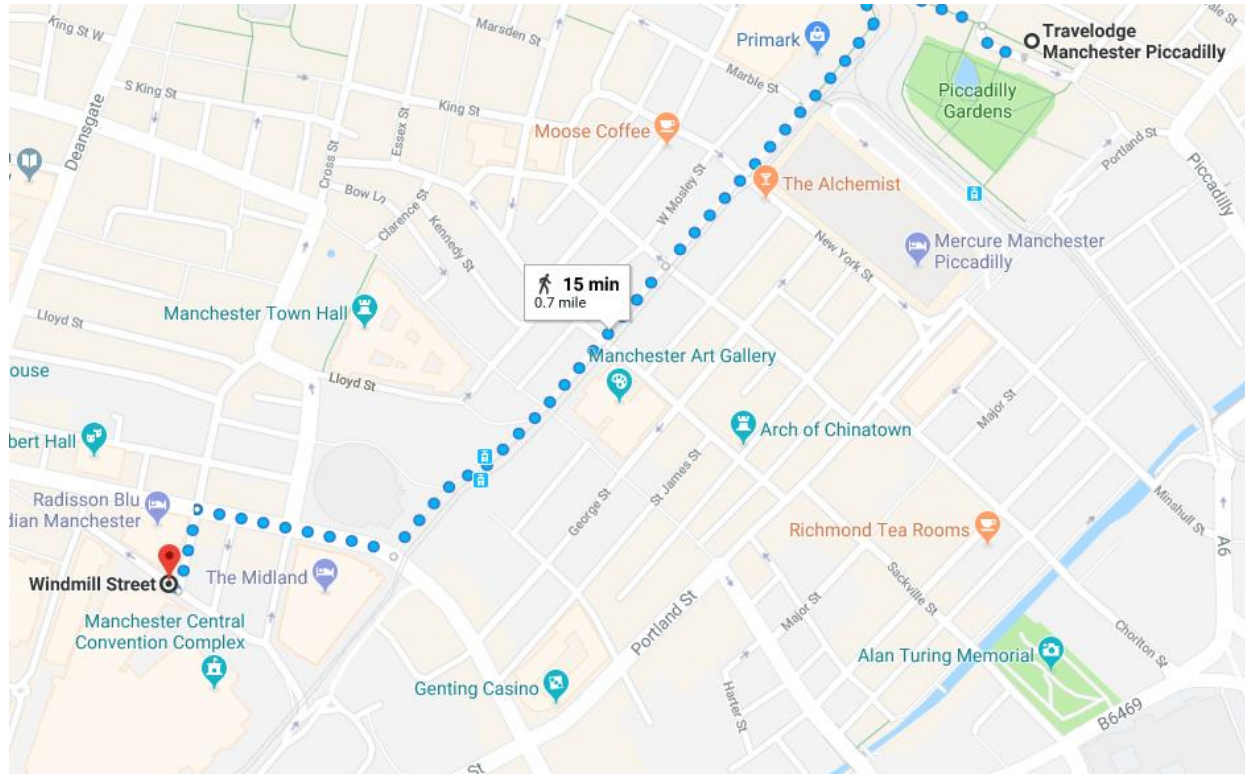 King St W
Marsden St
Primark
Travelodge
Manchester Piccadilly
Deansgate
S King St
Marble St
Piccadilly
Gardens
Essex St
King St
Moose Coffee
Cross St
Portland St
Piccadilly
Bow Ln
W Mosley St
The Alchemist
Clarence St
Kennedy St
New York St
Mercure Manchester
Piccadilly
15 min
0.7 mile
Manchester Town Hall
Lloyd St
Manchester Art Gallery
ouse
Lloyd St
Major St
bert Hall
Arch of Chinatown
St James St
George St
Minshull St
Radisson Blu
dian Manchester
Richmond Tea Rooms
A6
Windmill Street
The Midland
Sackville St
Major St
Manchester Central
Convention Complex
Portland St
Chorlton St
Alan Turing Memorial
Genting Casino
Harter St
B6469
St